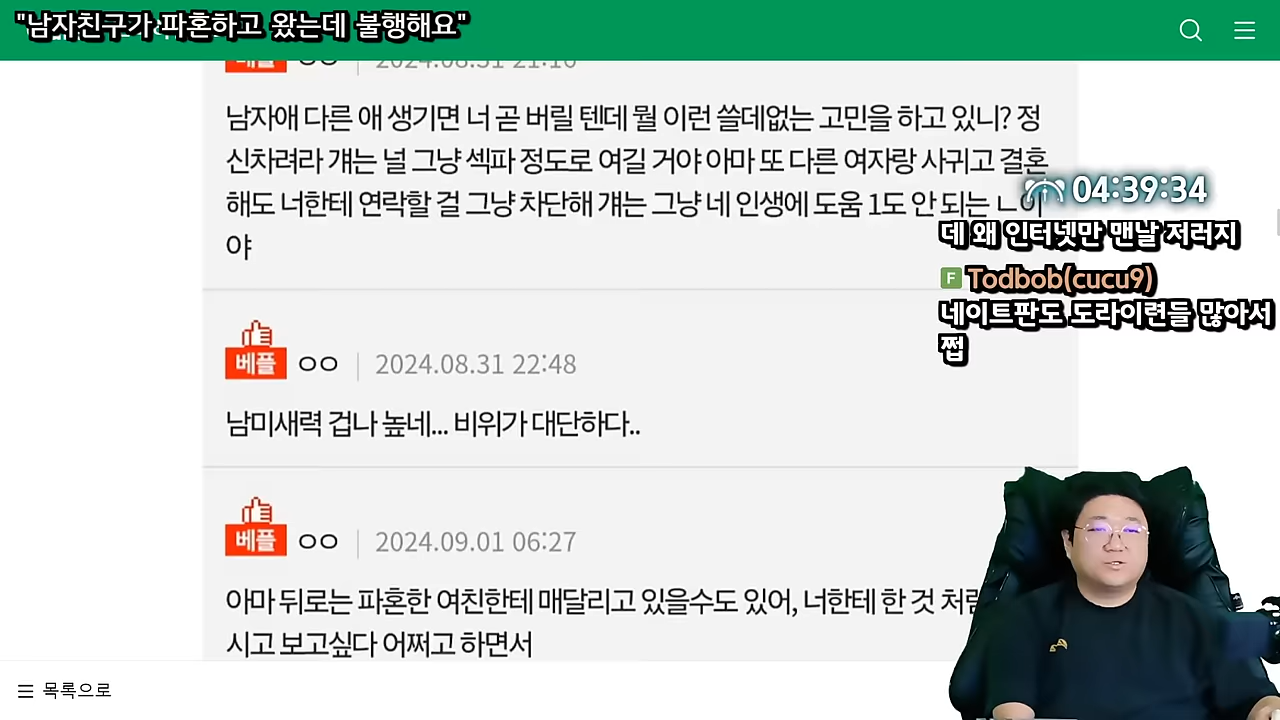 "남자친구가 파혼하고 왔는데 불행해요"
베플 ㅇㅇ 2024.08.31 21:10
남자애 다른 애 생기면 너 곧 버릴 텐데 뭘 이런 쓸데없는 고민을 하고 있니? 정
신차려라 걔는 널 그냥 섹파 정도로 여길 거야 아마 또 다른 여자랑 사귀고 결혼
해도 너한테 연락할 걸 그냥 차단해 걔는 그냥 네 인생에 도움 1도 안 되는
야
04:39:34
데 왜 인터넷만 맨날 저러지
F Todbob(cucu9)
네이트판도 도라이련들 많아서
쩝
베플 ㅇㅇ 2024.08.31 22:48
남미새력 겁나 높네... 비위가 대단하다..
베플 ㅇㅇ 2024.09.01 06:27
아마 뒤로는 파혼한 여친한테 매달리고 있을수도 있어, 너한테 한 것
시고 보고싶다 어쩌고 하면서
목록으로